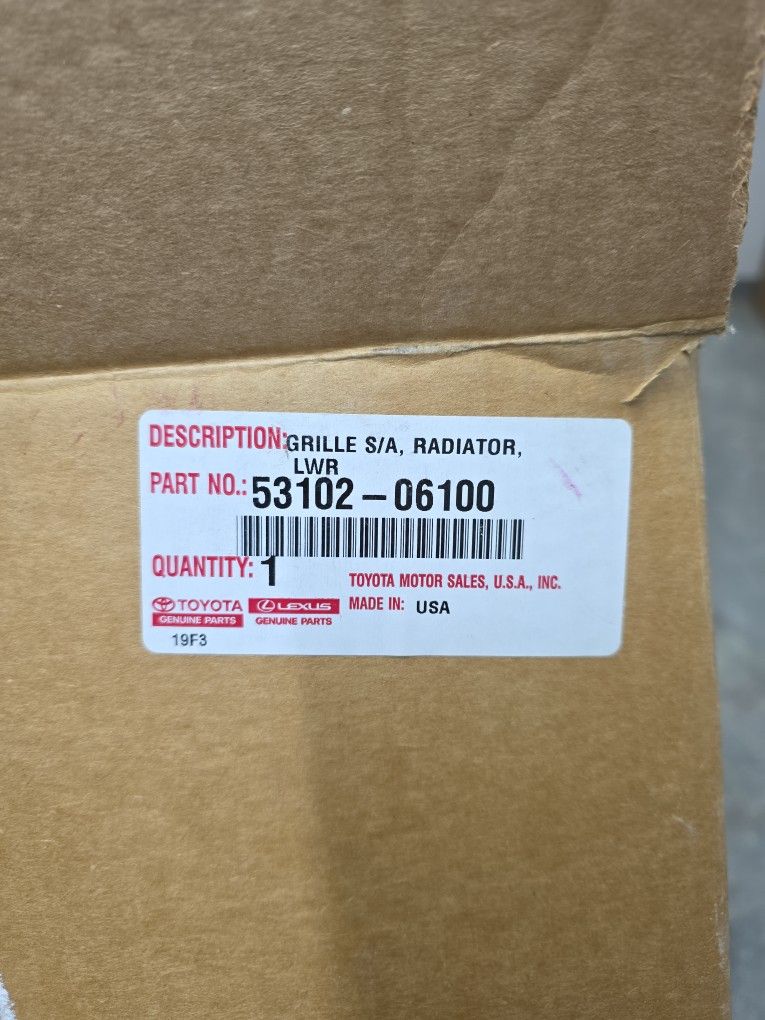 DESCRIPTION: GRILLE S/A, RADIATOR,
LWR
PART NO.: 53102-06100
QUANTITY: 1
TOYOTA MOTOR SALES, U.S.A., INC.
TOYOTA LEXUS MADE IN: USA
GENUINE PARTS GENUINE PARTS
19F3